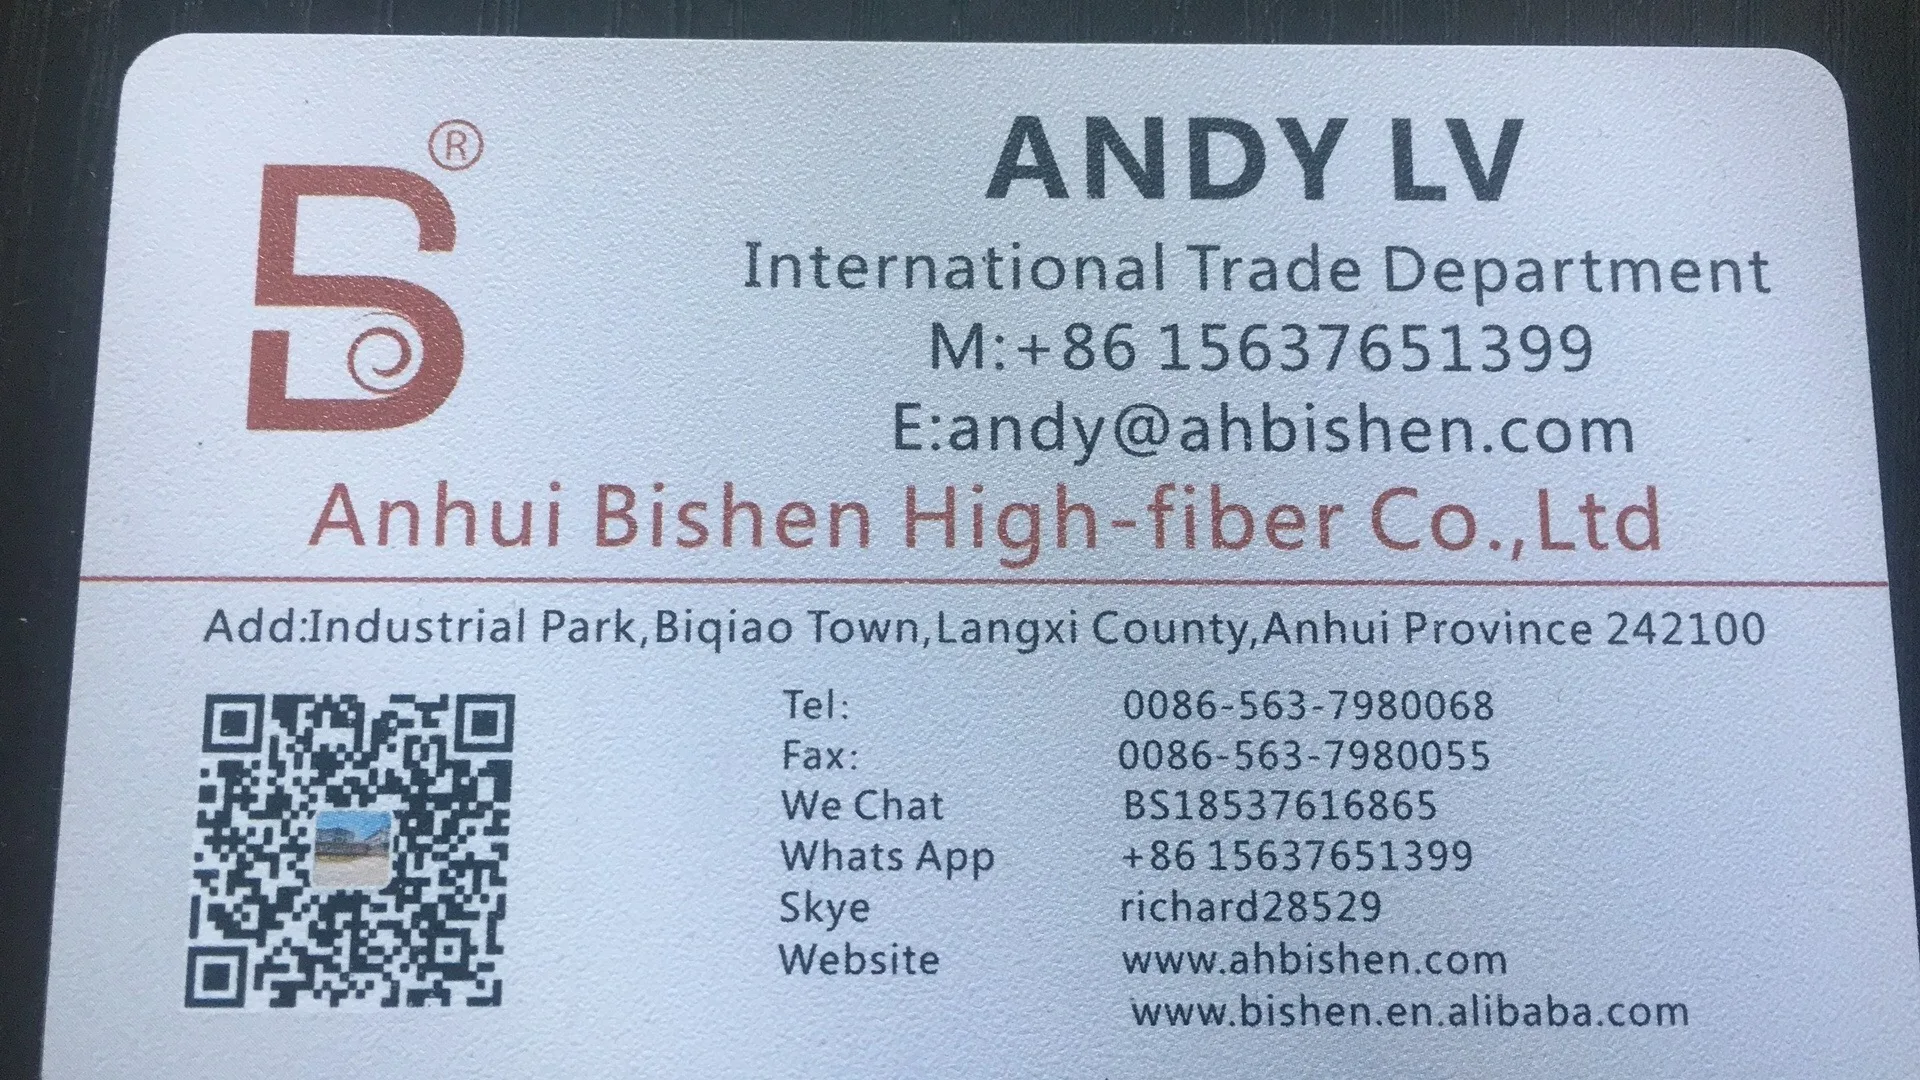 B®
ANDY LV
International Trade Department
M:+86 15637651399
E:andy@ahbishen.com
Anhui Bishen High-fiber Co.,Ltd
Add:Industrial Park,Biqiao Town,Langxi County,Anhui Province 242100
Tel: 0086-563-7980068
Fax: 0086-563-7980055
We Chat BS18537616865
Whats App +86 15637651399
Skye richard28529
Website www.ahbishen.com
www.bishen.en.alibaba.com